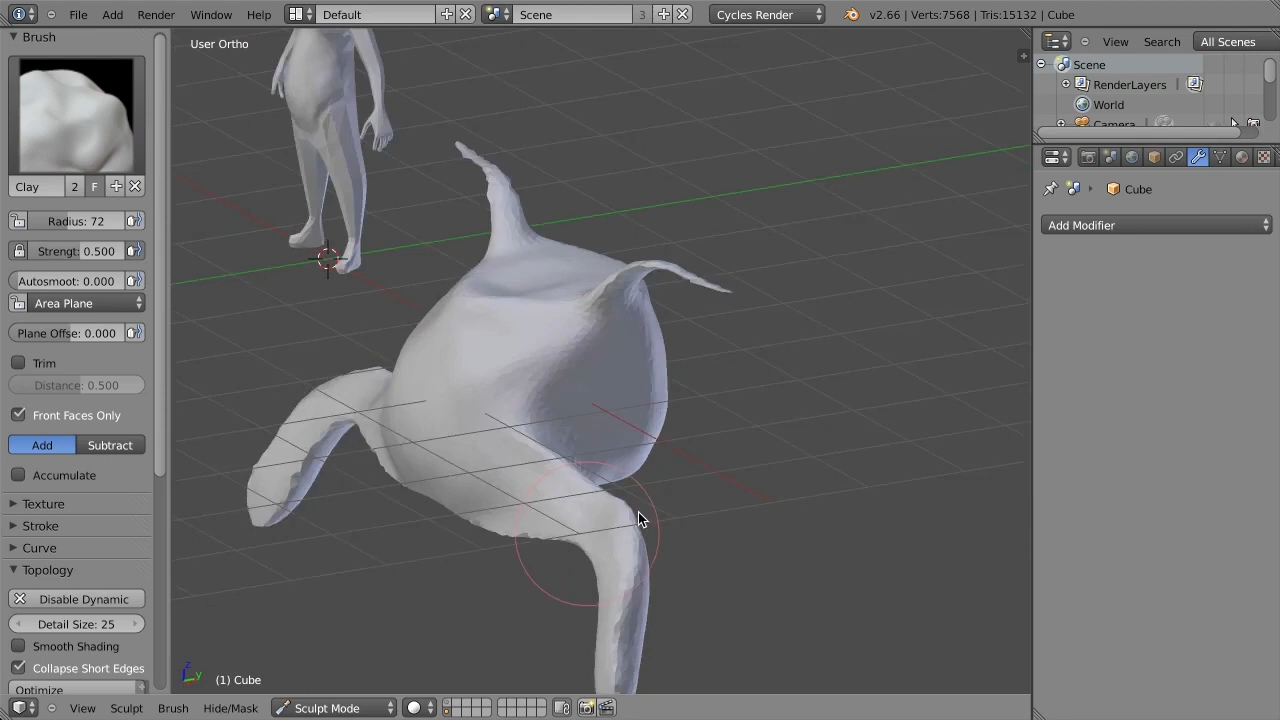 File Add Render Window Help Default Scene 3 Cycles Render v2.66 | Verts:7568 | Tris:15132 | Cube
Brush
User Ortho
View Search All Scenes
Scene
RenderLayers
World
Camera
Clay 2 F
Cube
Radius: 72
Add Modifier
Strengt: 0.500
Autosmoot: 0.000
Area Plane
Plane Offse: 0.000
Trim
Distance: 0.500
Front Faces Only
Add Subtract
Accumulate
Texture
Stroke
Curve
Topology
Disable Dynamic
Detail Size: 25
Smooth Shading
Collapse Short Edges
Optimize
z
y
(1) Cube
View Sculpt Brush Hide/Mask Sculpt Mode